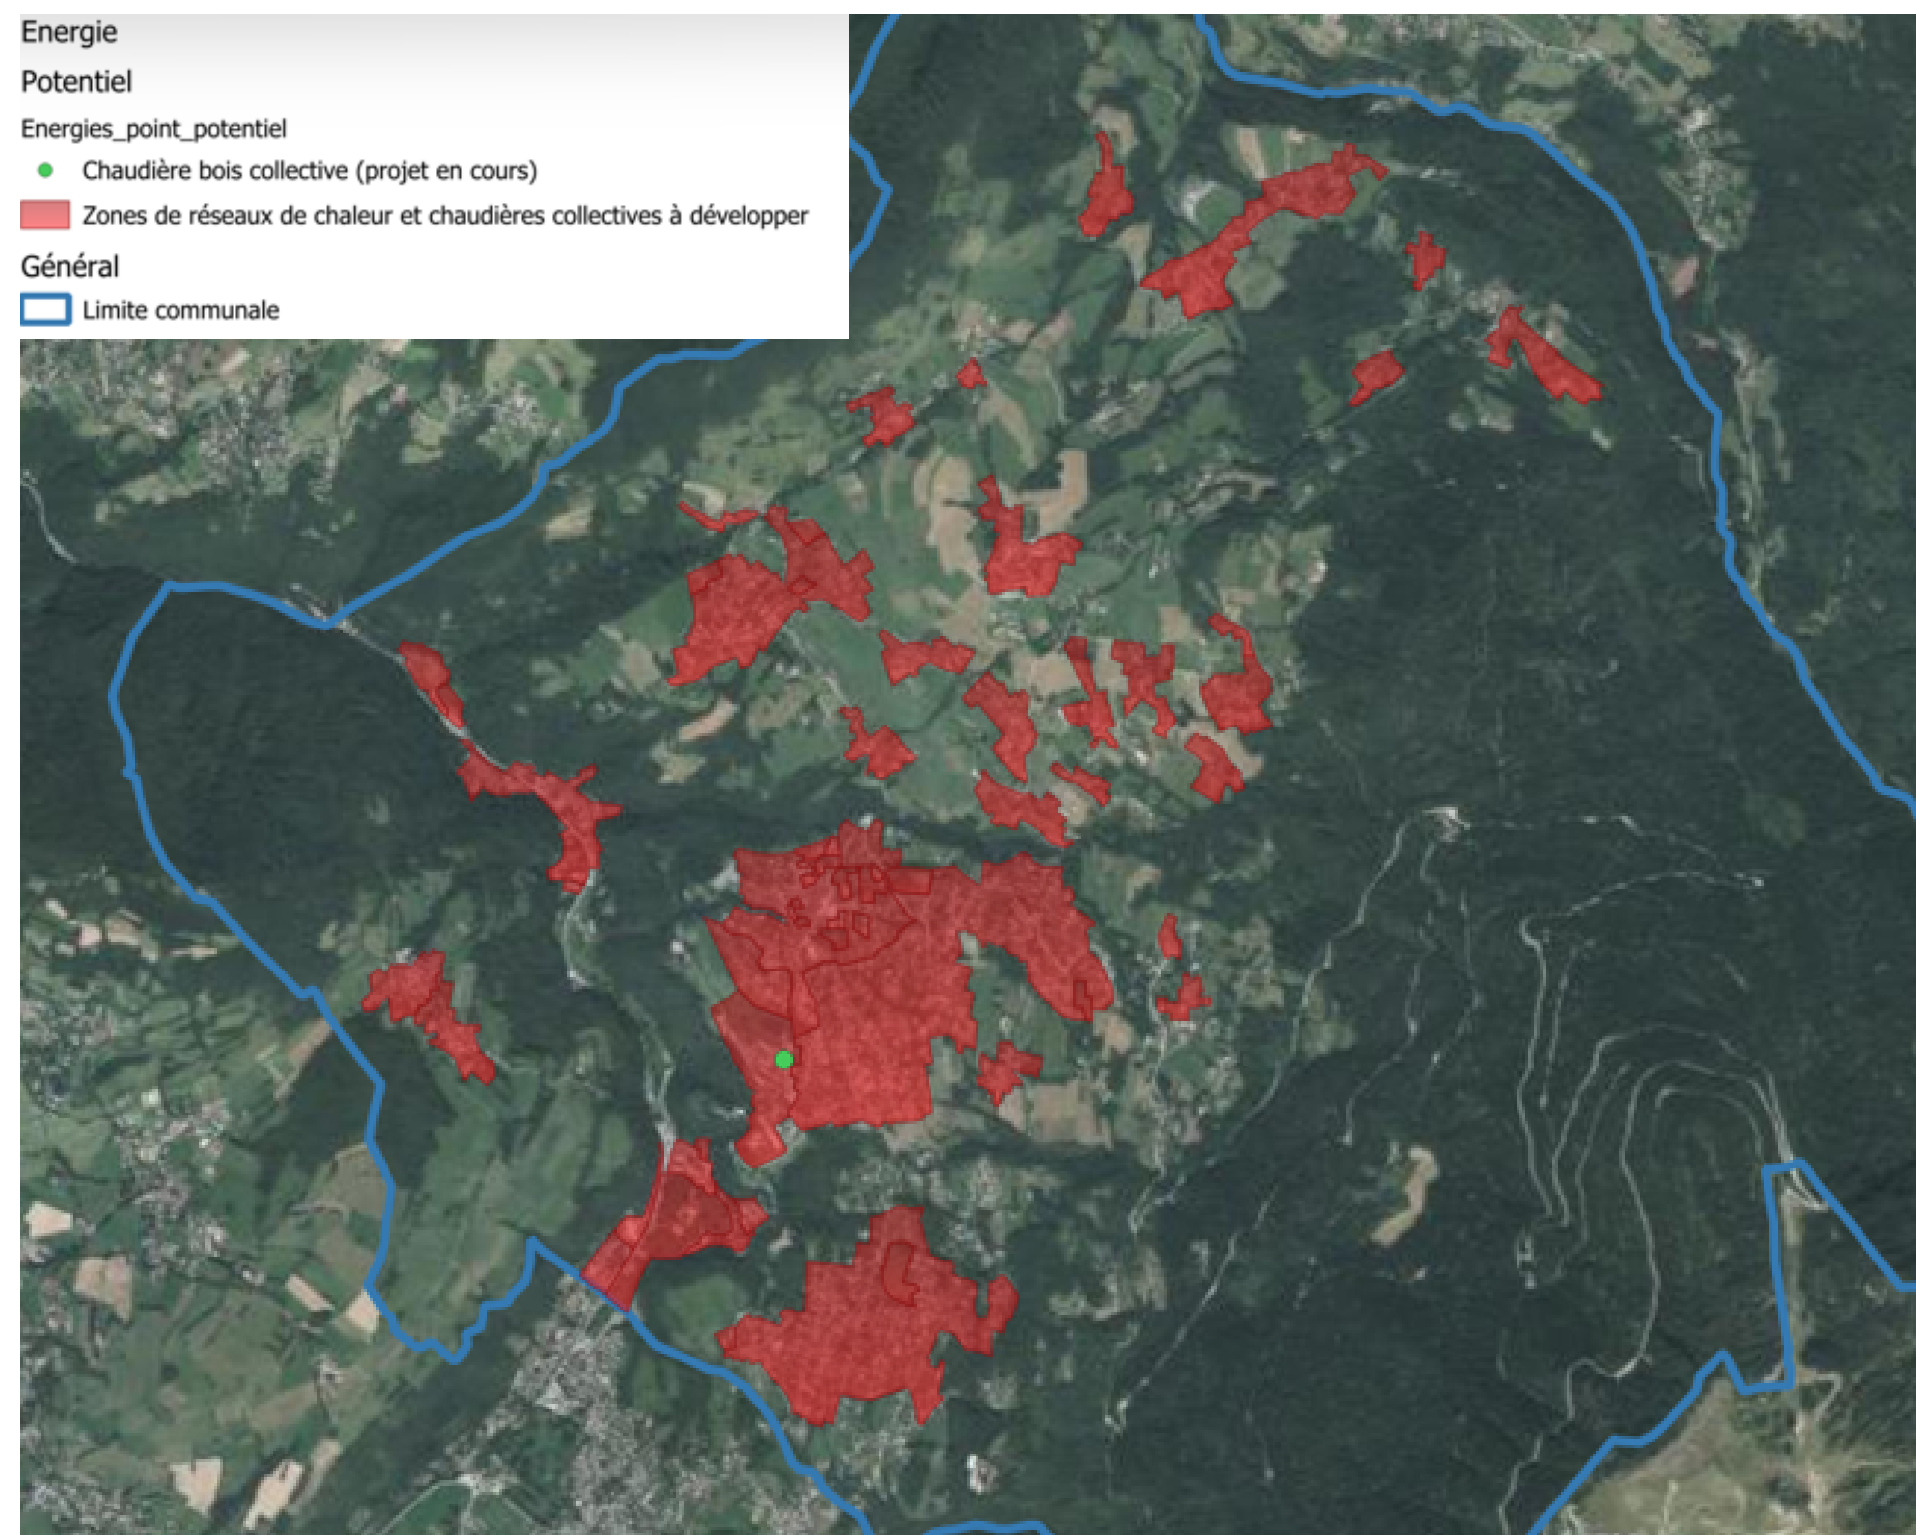 Energie
Potentiel
Energies_point_potentiel
Chaudière bois collective (projet en cours)
Zones de réseaux de chaleur et chaudières collectives à développer
Général
Limite communale